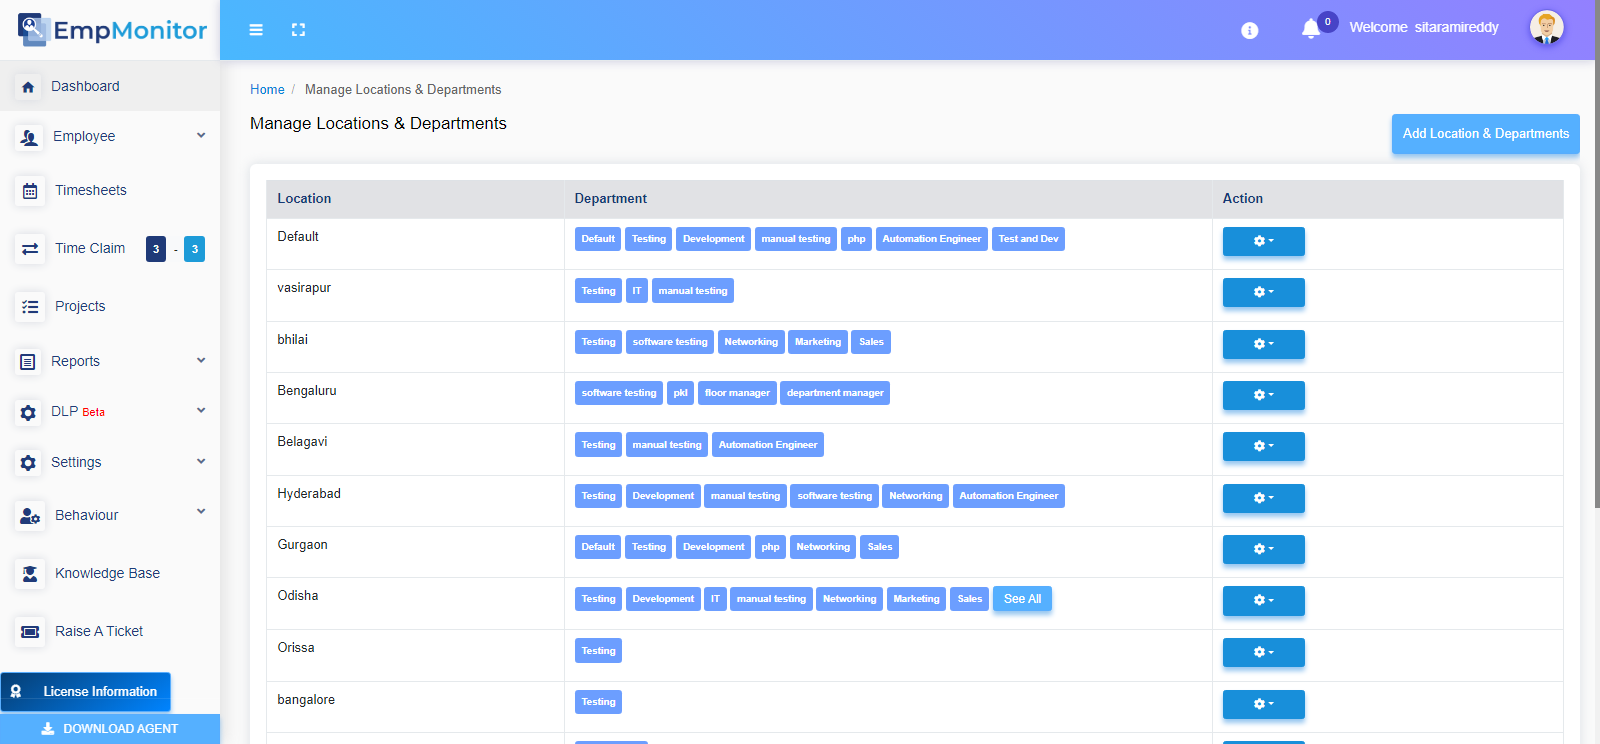 EmpMonitor
0
Welcome sitaramireddy
Dashboard
Employee
Timesheets
Time Claim 3 - 3
Projects
Reports
DLP Beta
Settings
Behaviour
Knowledge Base
Raise A Ticket
License Information
DOWNLOAD AGENT
Home / Manage Locations & Departments
Manage Locations & Departments
Add Location & Departments
Location Department Action
Default Default Testing Development manual testing php Automation Engineer Test and Dev
vasirapur Testing IT manual testing
bhilai Testing software testing Networking Marketing Sales
Bengaluru software testing pkl floor manager department manager
Belagavi Testing manual testing Automation Engineer
Hyderabad Testing Development manual testing software testing Networking Automation Engineer
Gurgaon Default Testing Development php Networking Sales
Odisha Testing Development IT manual testing Networking Marketing Sales See All
Orissa Testing
bangalore Testing